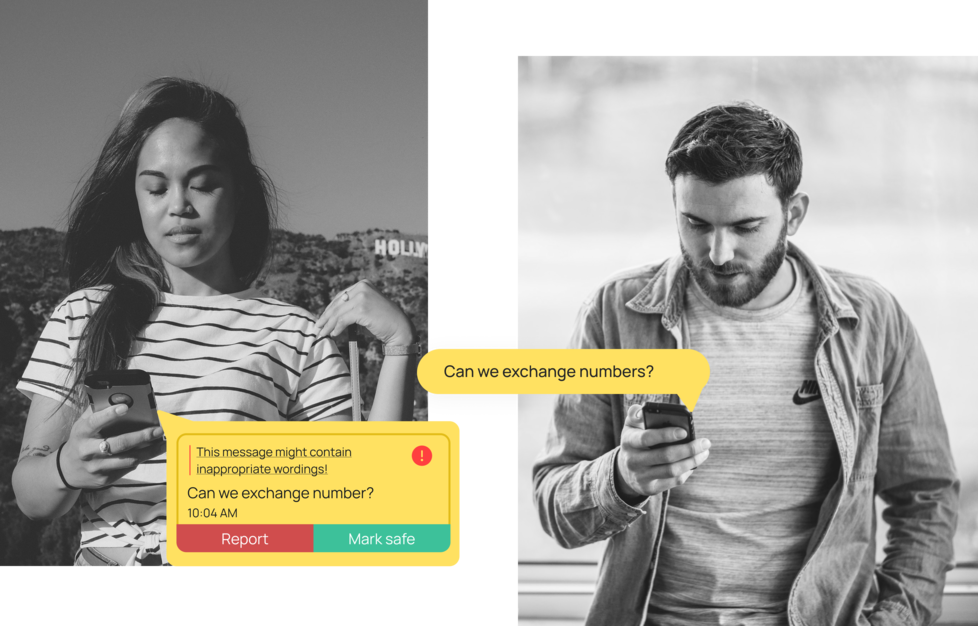 HOLLYW
Can we exchange numbers?
This message might contain
inappropriate wordings!
!
Can we exchange number?
10:04 AM
Report
Mark safe